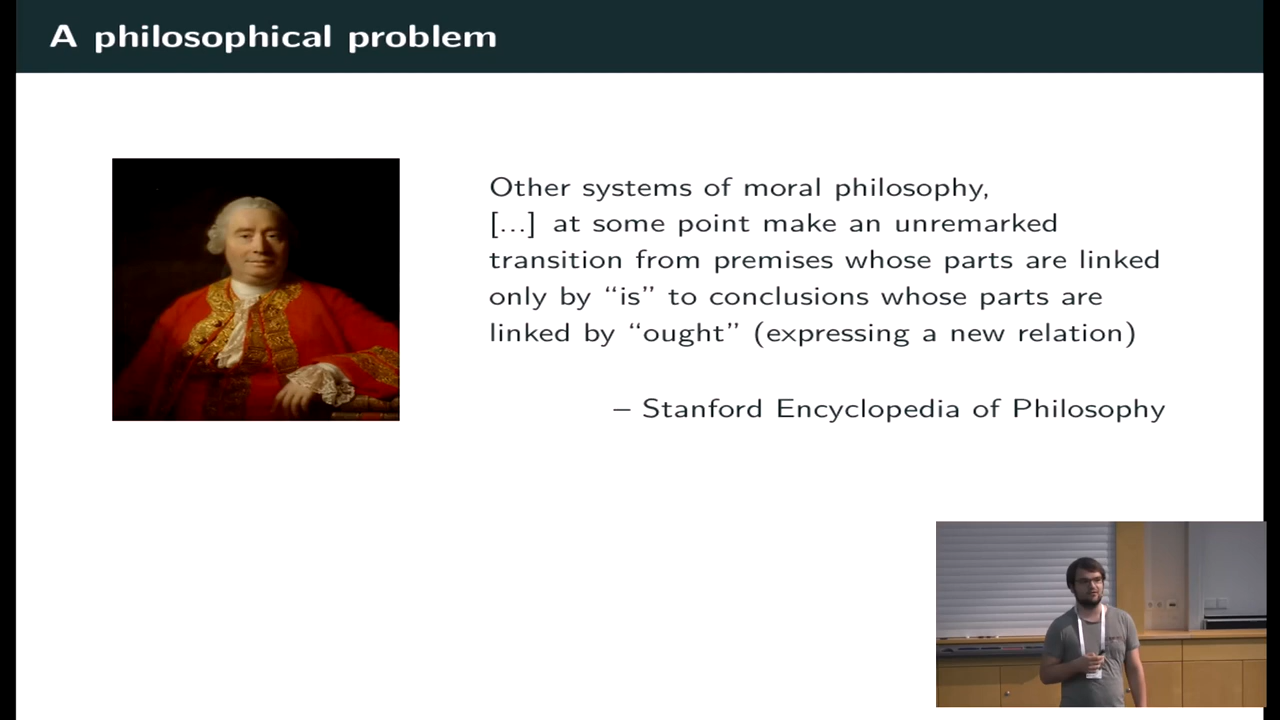 A philosophical problem
Other systems of moral philosophy,
[...] at some point make an unremarked
transition from premises whose parts are linked
only by “is” to conclusions whose parts are
linked by “ought” (expressing a new relation)
– Stanford Encyclopedia of Philosophy